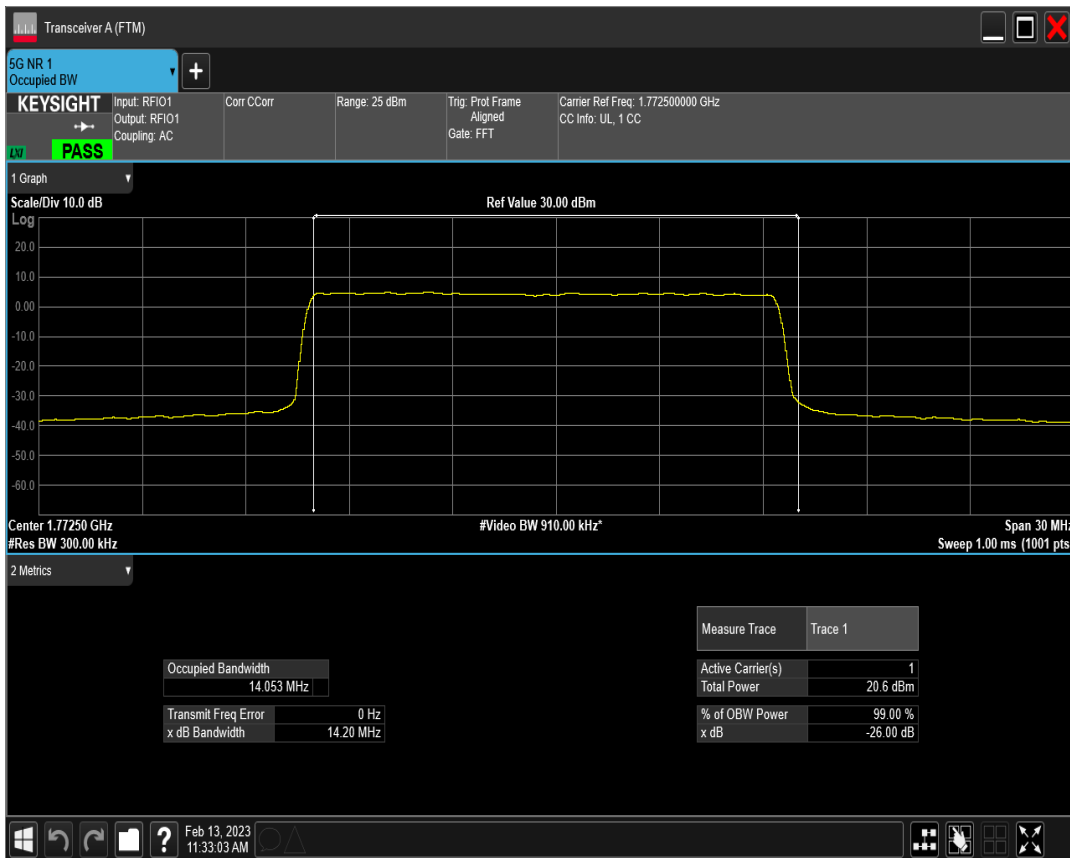 Transceiver A (FTM)
5G NR 1
Occupied BW
+
KEYSIGHT
LXI
PASS
Input: RFIO1
Output: RFIO1
Coupling: AC
Corr CCorr
Range: 25 dBm
Trig: Prot Frame
Aligned
Gate: FFT
Carrier Ref Freq: 1.772500000 GHz
CC Info: UL, 1 CC
1 Graph
Scale/Div 10.0 dB
Ref Value 30.00 dBm
Log
20.0
10.0
0.00
-10.0
-20.0
-30.0
-40.0
-50.0
-60.0
Center 1.77250 GHz
#Video BW 910.00 kHz*
Span 30 MHz
#Res BW 300.00 kHz
Sweep 1.00 ms (1001 pts
2 Metrics
Measure Trace Trace 1
Occupied Bandwidth
14.053 MHz
Active Carrier(s) 1
Total Power 20.6 dBm
Transmit Freq Error 0 Hz
x dB Bandwidth 14.20 MHz
% of OBW Power 99.00 %
x dB -26.00 dB
?
Feb 13, 2023
11:33:03 AM